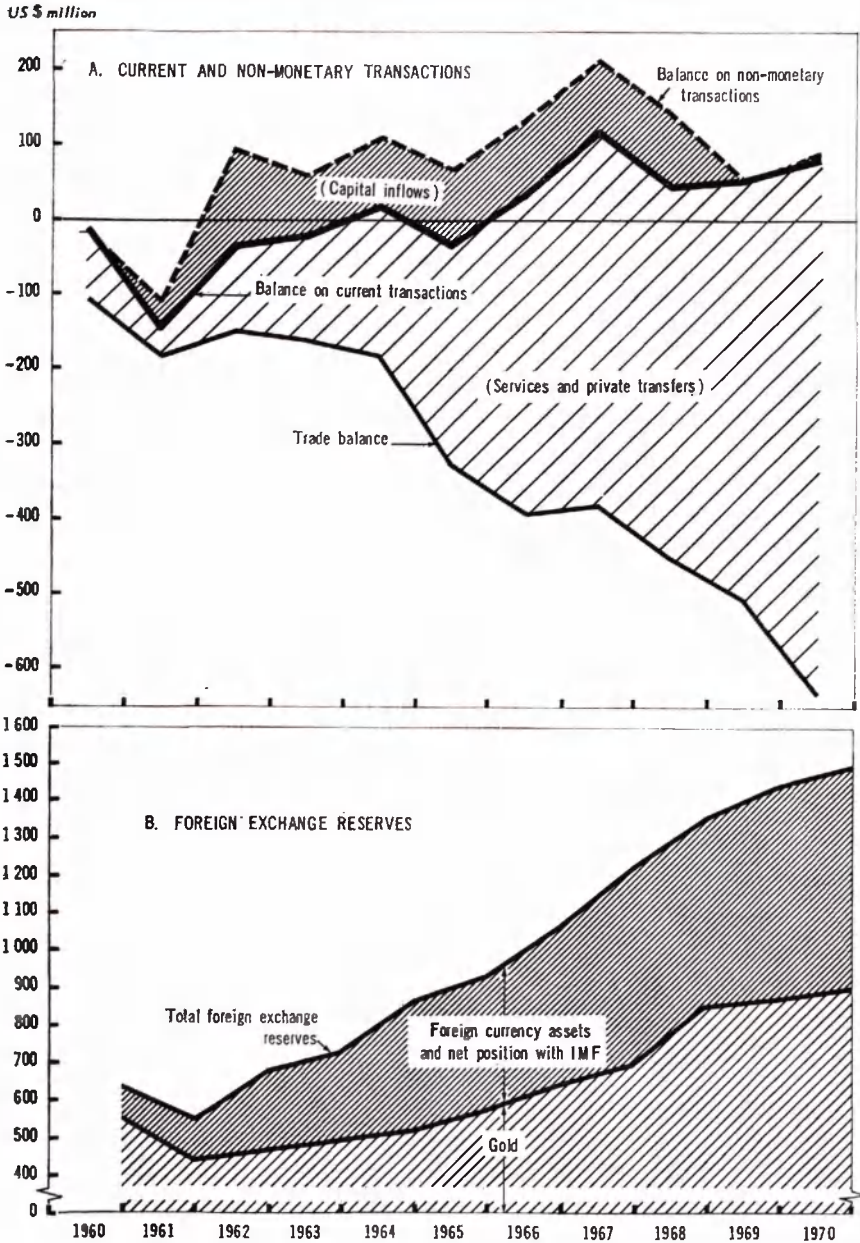 US $ million
A. CURRENT AND NON-MONETARY TRANSACTIONS
Balance on non-monetary
transactions
(Capital inflows)
Balance on current transactions
(Services and private transfers)
Trade balance
200
100
0
-100
-200
-300
-400
-500
-600
B. FOREIGN EXCHANGE RESERVES
Total foreign exchange
reserves
Foreign currency assets
and net position with IMF
Gold
1 600
1 500
1 400
1 300
1 200
1 100
1 000
900
800
700
600
500
400
0
1960 1961 1962 1963 1964 1965 1966 1967 1968 1969 1970